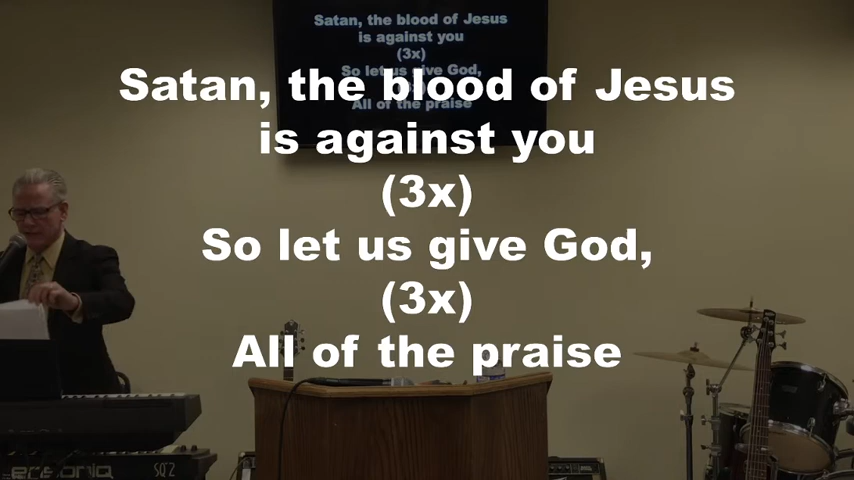 Satan, the blood of Jesus
is against you
(3x)
So let us give God,
All of the praise
Satan, the blood of Jesus
is against you
(3x)
So let us give God,
(3x)
All of the praise
ensoniq
SQ2